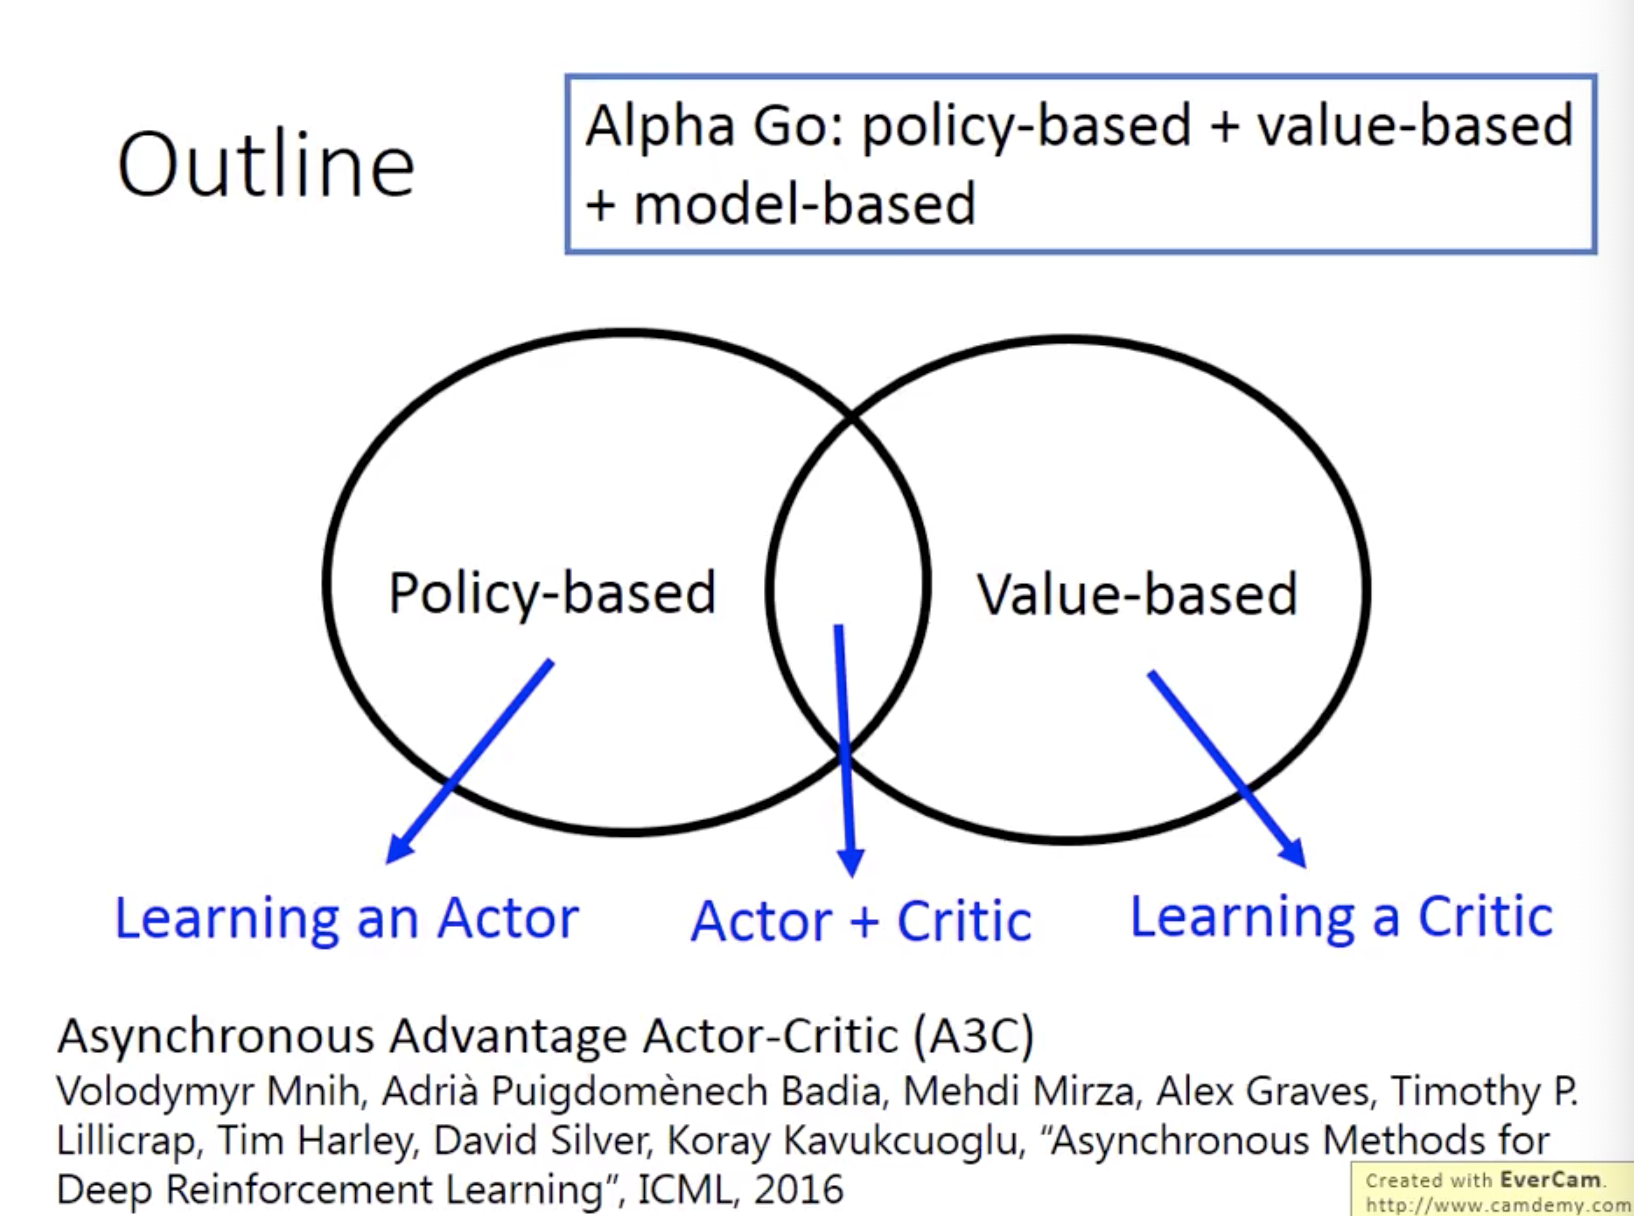 Outline
Alpha Go: policy-based + value-based
+ model-based
Policy-based
Value-based
Learning an Actor
Actor + Critic
Learning a Critic
Asynchronous Advantage Actor-Critic (A3C)
Volodymyr Mnih, Adrià Puigdomènech Badia, Mehdi Mirza, Alex Graves, Timothy P.
Lillicrap, Tim Harley, David Silver, Koray Kavukcuoglu, “Asynchronous Methods for
Deep Reinforcement Learning”, ICML, 2016
Created with EverCam.
http://www.camdemy.com